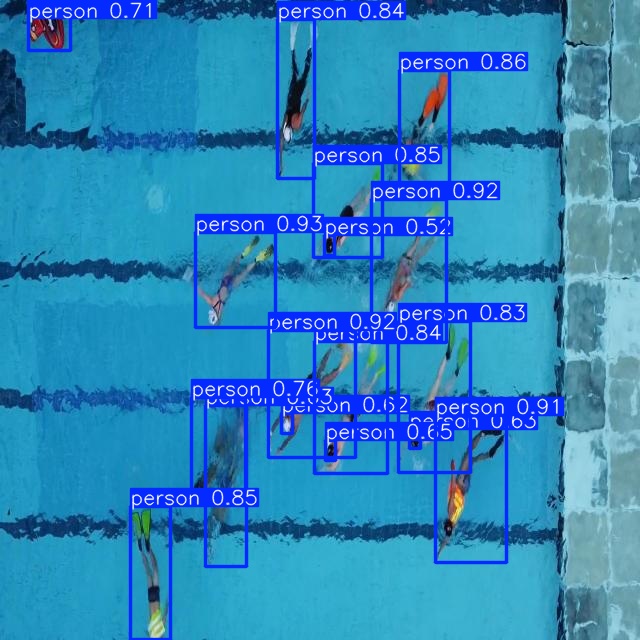 person 0.71
person 0.84
person 0.86
person 0.85
person 0.92
person 0.93
person 0.52
person 0.83
person 0.92
person 0.84
person 0.76
person 0.62
person 0.91
person 0.63
person 0.65